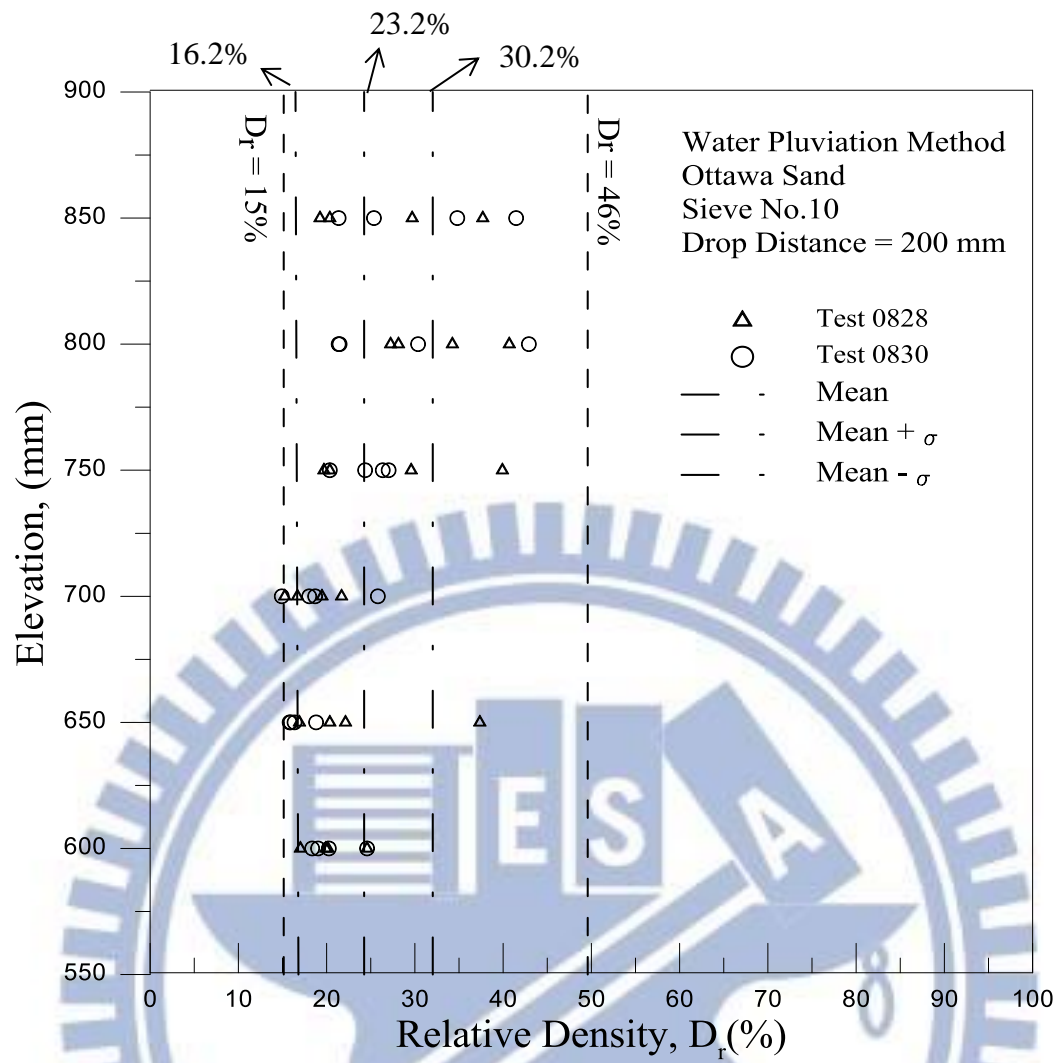 23.2%
16.2%
30.2%
900
850
800
750
700
650
600
550
Elevation, (mm)
Dr = 15%
Dr = 46%
Water Pluviation Method
Ottawa Sand
Sieve No.10
Drop Distance = 200 mm
Test 0828
Test 0830
Mean
Mean + σ
Mean - σ
E S A
8
0 10 20 30 40 50 60 70 80 90 100
Relative Density, Dr(%)